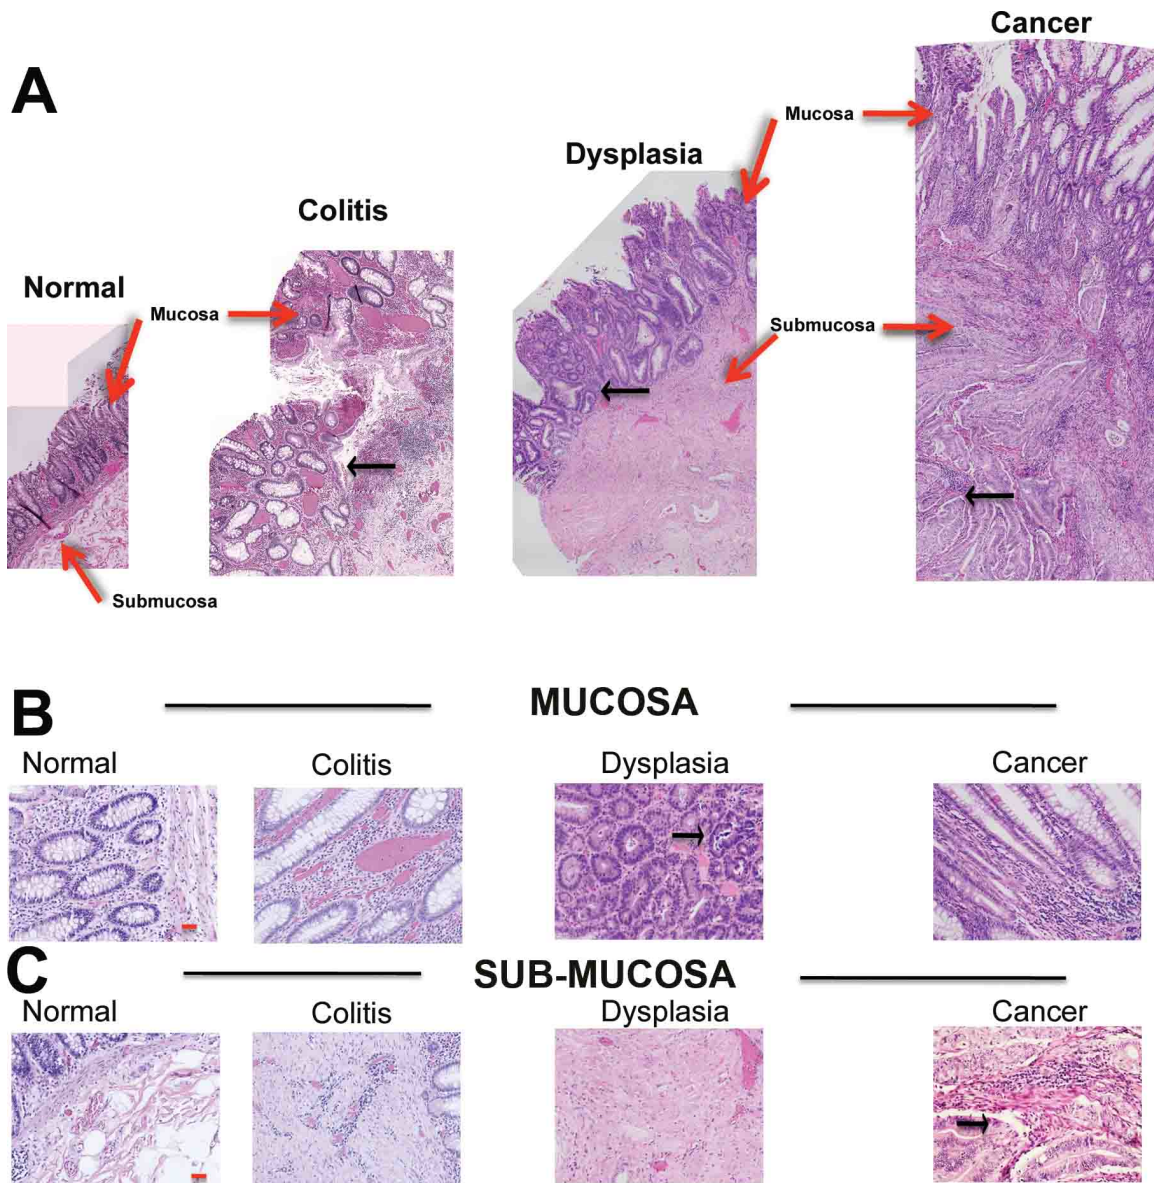 A
Cancer
Mucosa
Dysplasia
Colitis
Normal
Mucosa
Submucosa
Submucosa
B
MUCOSA
Normal
Colitis
Dysplasia
Cancer
C
SUB-MUCOSA
Normal
Colitis
Dysplasia
Cancer